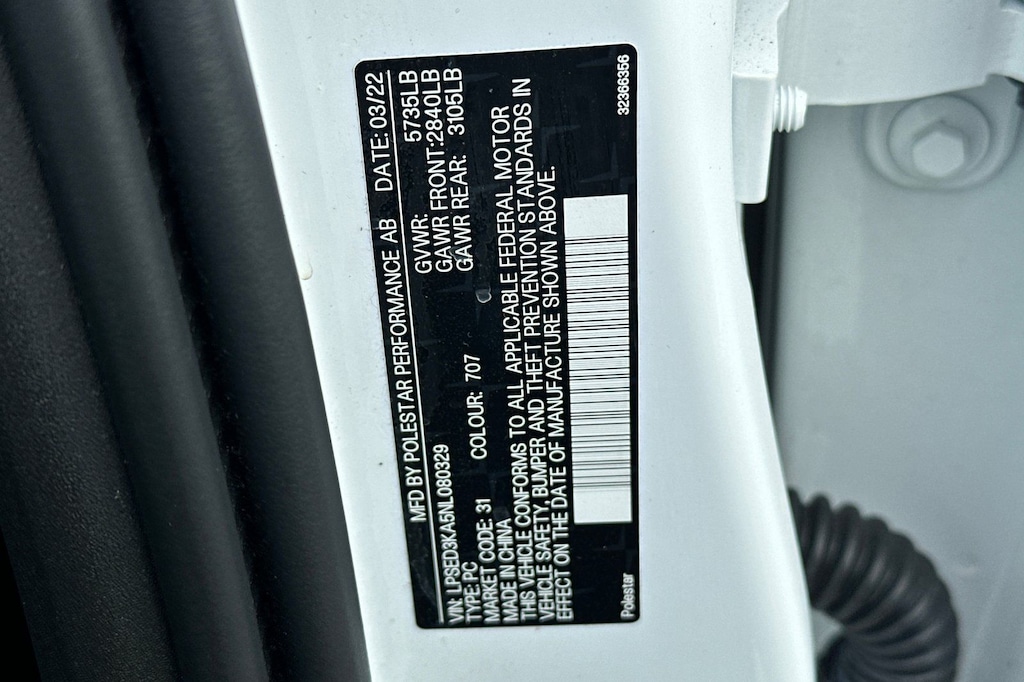 MFD BY POLESTAR PERFORMANCE AB DATE: 03/22
GVWR: 5735LB
GAWR FRONT:2840LB
GAWR REAR: 3105LB
VIN: LPSED3KA5NL080329
TYPE: PC
MARKET CODE: 31 COLOUR: 707
MADE IN CHINA
THIS VEHICLE CONFORMS TO ALL APPLICABLE FEDERAL MOTOR
VEHICLE SAFETY, BUMPER AND THEFT PREVENTION STANDARDS IN
EFFECT ON THE DATE OF MANUFACTURE SHOWN ABOVE.
Polestar 32366356